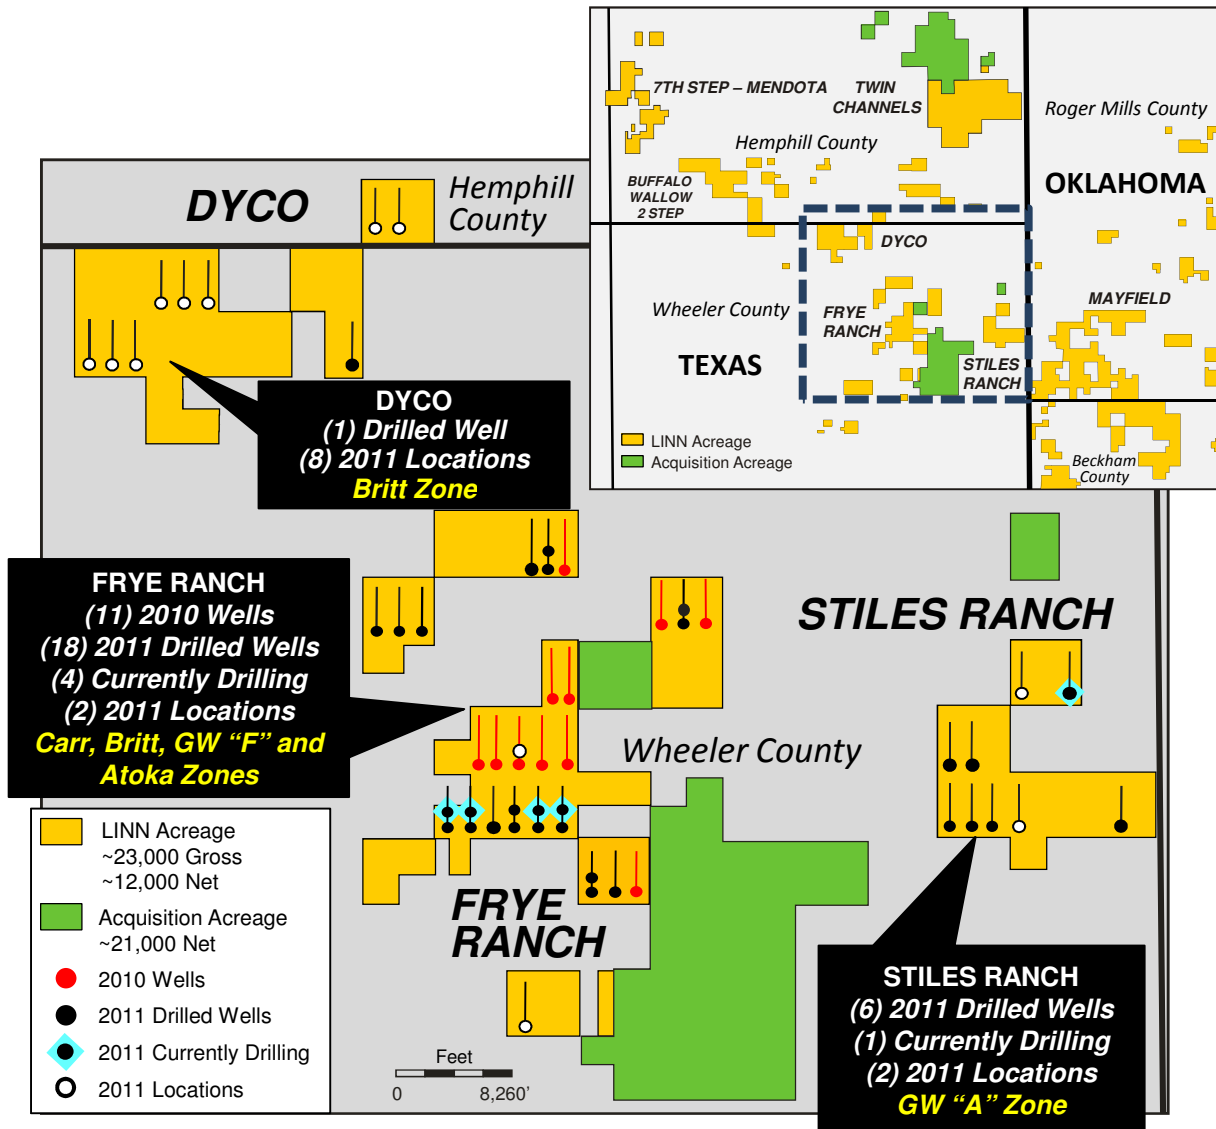 7TH STEP – MENDOTA
TWIN
CHANNELS
Roger Mills County
Hemphill County
BUFFALO
WALLOW
2 STEP
OKLAHOMA
DYCO
Wheeler County
FRYE
RANCH
MAYFIELD
TEXAS
STILES
RANCH
LINN Acreage
Acquisition Acreage
Beckham
County
DYCO
Hemphill
County
DYCO
(1) Drilled Well
(8) 2011 Locations
Britt Zone
FRYE RANCH
(11) 2010 Wells
(18) 2011 Drilled Wells
(4) Currently Drilling
(2) 2011 Locations
Carr, Britt, GW “F” and
Atoka Zones
STILES RANCH
Wheeler County
FRYE
RANCH
LINN Acreage
~23,000 Gross
~12,000 Net
Acquisition Acreage
~21,000 Net
2010 Wells
2011 Drilled Wells
2011 Currently Drilling
2011 Locations
Feet
0 8,260’
STILES RANCH
(6) 2011 Drilled Wells
(1) Currently Drilling
(2) 2011 Locations
GW “A” Zone